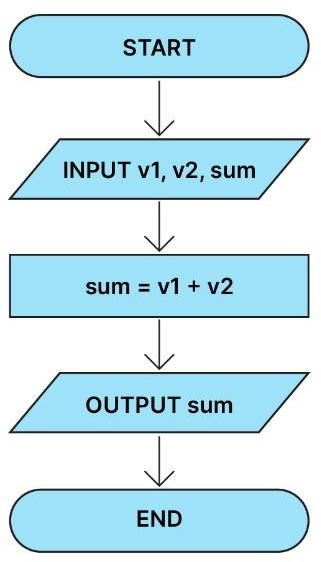 START
INPUT v1, v2, sum
sum = v1 + v2
OUTPUT sum
END